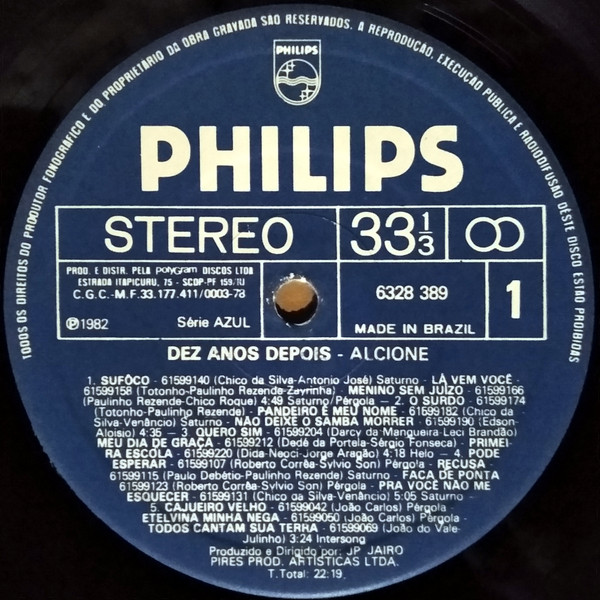 TODOS OS DIREITOS DO PRODUTOR FONOGRÁFICO E DO PROPRIETÁRIO DA OBRA GRAVADA SÃO RESERVADOS. A REPRODUÇÃO, EXECUÇÃO PÚBLICA E RADIODIFUSÃO DESTE DISCO ESTÃO PROIBIDAS
PHILIPS
PHILIPS
STEREO
33 1/3
PROD. E DISTR. PELA polyGram DISCOS LTDA
ESTRADA ITAPICURU, 75 - SCDP-PF 159/
C.G.C.-M.F.33.177.411/0003-78
℗1982 Série AZUL
6328 389
MADE IN BRAZIL
1
DEZ ANOS DEPOIS - ALCIONE
1. SUFÔCO - 61599140 (Chico da Silva-Antonio José) Saturno - LÁ VEM VOCÊ -
61599158 (Totonho-Paulinho Rezende-Zayrinha) - MENINO SEM JUÍZO - 61599166
(Paulinho Rezende-Chico Roque) 4:49 Saturno - Pérgola — 2. O SURDO - 61599174
(Totonho-Paulinho Rezende) - PANDEIRO É MEU NOME - 61599182 (Chico da
Silva-Venâncio) Saturno - NÃO DEIXE O SAMBA MORRER - 61599190 (Edson-
Aloisio) 4:35 — 3. QUERO SIM - 61599204 (Darcy da Mangueira-Leci Brandão)
MEU DIA DE GRAÇA - 61599212 (Dedé da Portela-Sérgio Fonseca) - PRIMEI-
RA ESCOLA - 61599220 (Dida-Neoci-Jorge Aragão) 4:18 Helo — 4. PODE
ESPERAR - 61599107 (Roberto Corrêa-Sylvio Son) Pérgola - RECUSA -
61599115 (Paulo Debétio-Paulinho Rezende) Saturno - FACA DE PONTA
61599123 (Roberto Corrêa-Sylvio Son) Pérgola - PRA VOCÊ NÃO ME
ESQUECER - 61599131 (Chico da Silva-Venâncio) 5:05 Saturno -
5. CAJUEIRO VELHO - 61599042 (João Carlos) Pérgola -
ETELVINA MINHA NEGA - 61599050 (João Carlos) Pérgola -
TODOS CANTAM SUA TERRA - 61599069 (João do Vale-
Julinho) 3:24 Intersong
Produzido e Dirigido por: JP. JAIRO
PIRES PROD. ARTÍSTICAS LTDA.
T.Total: 22:19